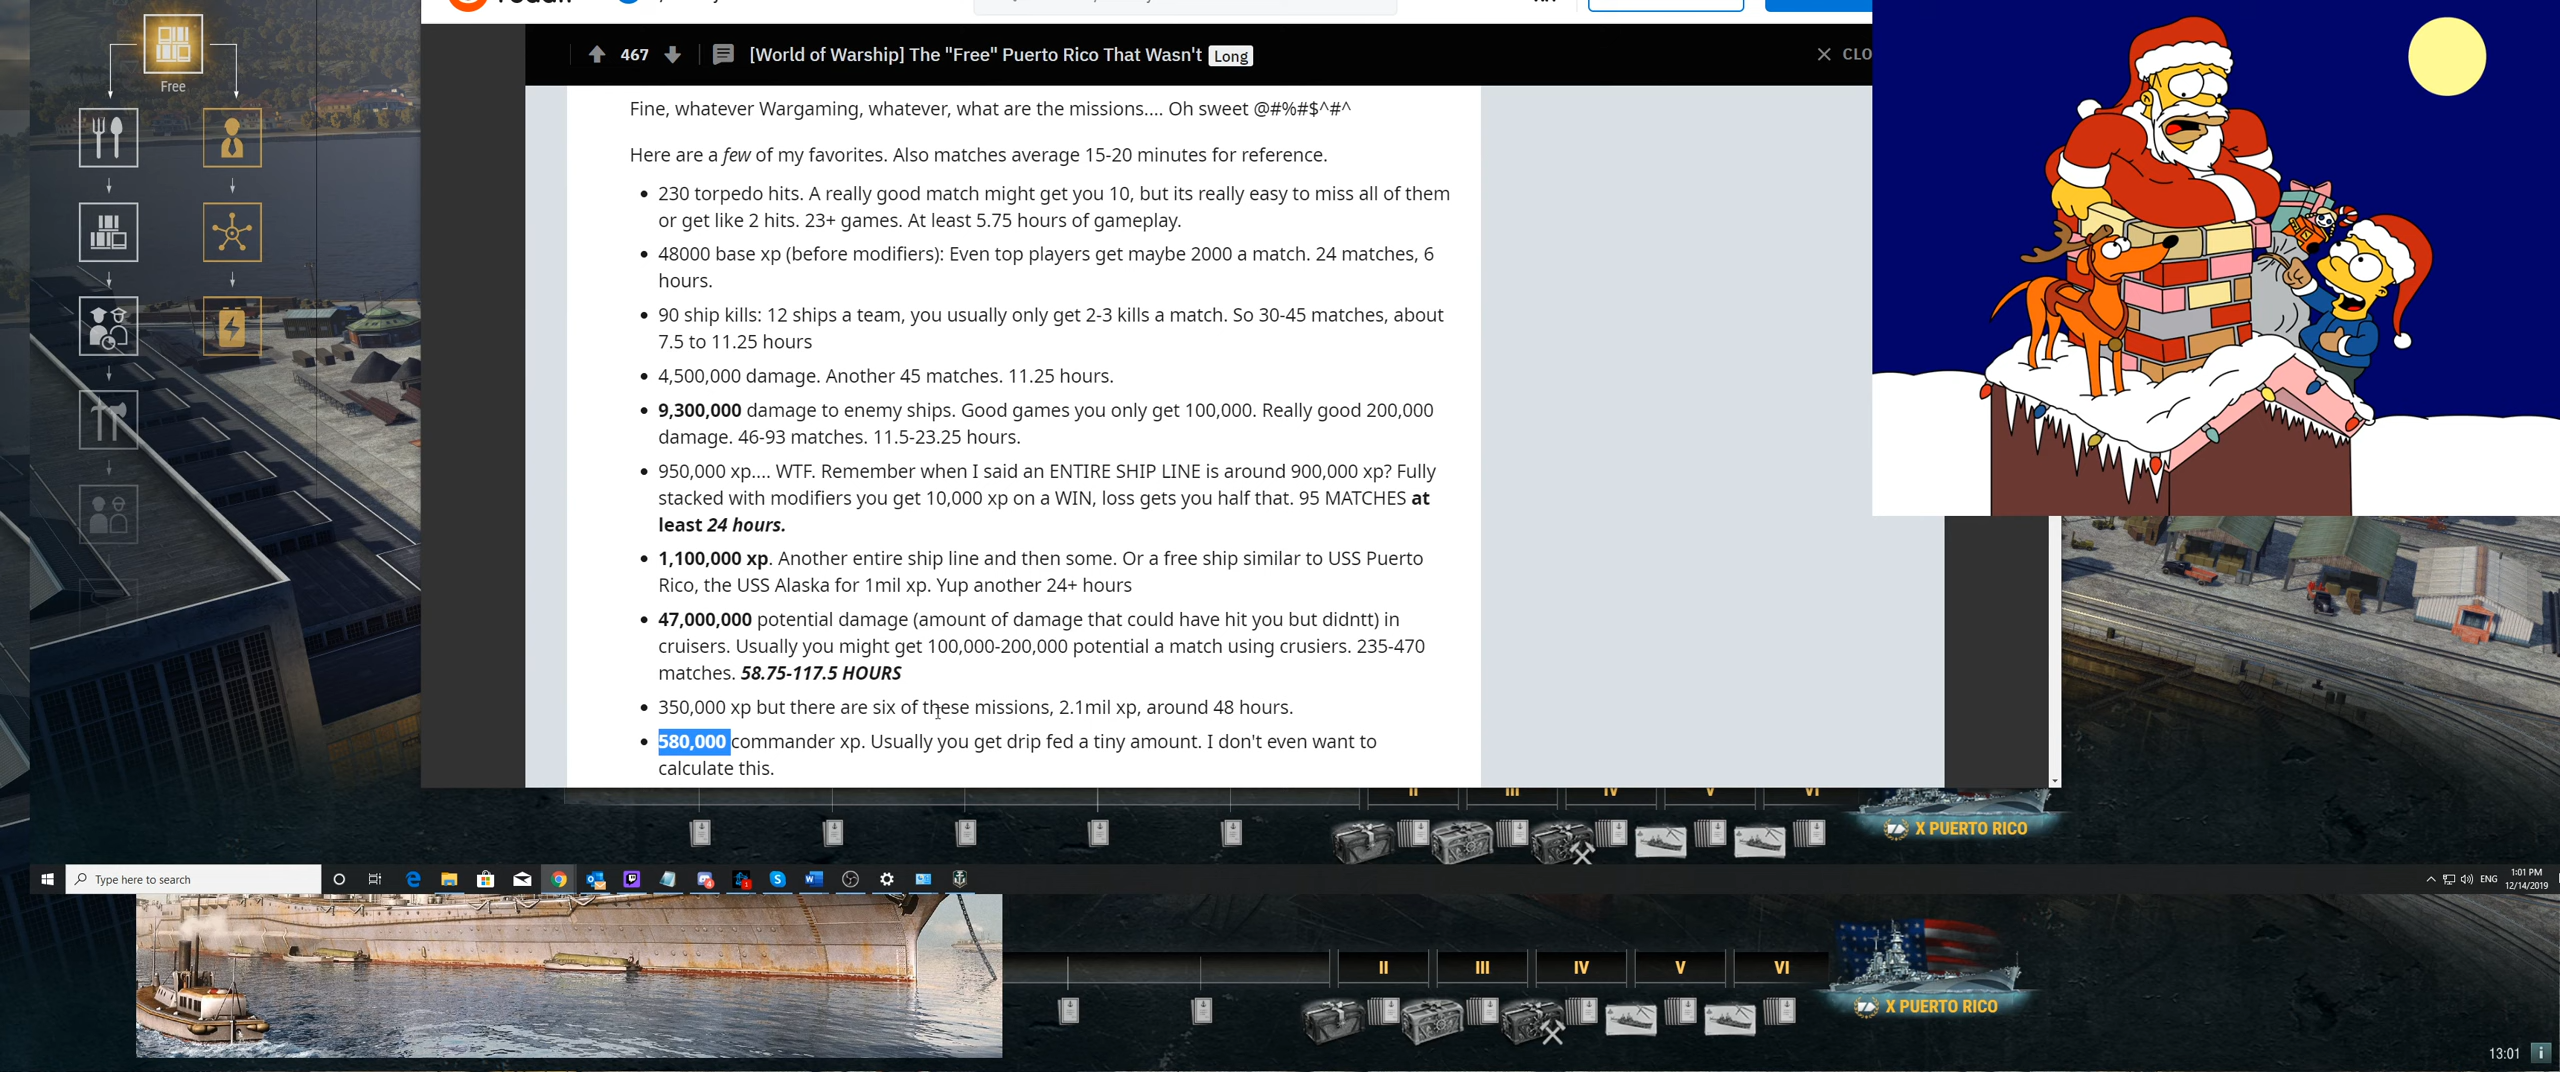 467
[World of Warship] The "Free" Puerto Rico That Wasn't Long
CLO
Free
Fine, whatever Wargaming, whatever, what are the missions.... Oh sweet @#%#$^#^
Here are a few of my favorites. Also matches average 15-20 minutes for reference.
230 torpedo hits. A really good match might get you 10, but its really easy to miss all of them
or get like 2 hits. 23+ games. At least 5.75 hours of gameplay.
48000 base xp (before modifiers): Even top players get maybe 2000 a match. 24 matches, 6
hours.
90 ship kills: 12 ships a team, you usually only get 2-3 kills a match. So 30-45 matches, about
7.5 to 11.25 hours
4,500,000 damage. Another 45 matches. 11.25 hours.
9,300,000 damage to enemy ships. Good games you only get 100,000. Really good 200,000
damage. 46-93 matches. 11.5-23.25 hours.
950,000 xp.... WTF. Remember when I said an ENTIRE SHIP LINE is around 900,000 xp? Fully
stacked with modifiers you get 10,000 xp on a WIN, loss gets you half that. 95 MATCHES at
least 24 hours.
1,100,000 xp. Another entire ship line and then some. Or a free ship similar to USS Puerto
Rico, the USS Alaska for 1mil xp. Yup another 24+ hours
47,000,000 potential damage (amount of damage that could have hit you but didntt) in
cruisers. Usually you might get 100,000-200,000 potential a match using crusiers. 235-470
matches. 58.75-117.5 HOURS
350,000 xp but there are six of these missions, 2.1mil xp, around 48 hours.
580,000 commander xp. Usually you get drip fed a tiny amount. I don't even want to
calculate this.
II III IV V VI
X PUERTO RICO
Type here to search
ENG
1:01 PM
12/14/2019
II III IV V VI
X PUERTO RICO
13:01